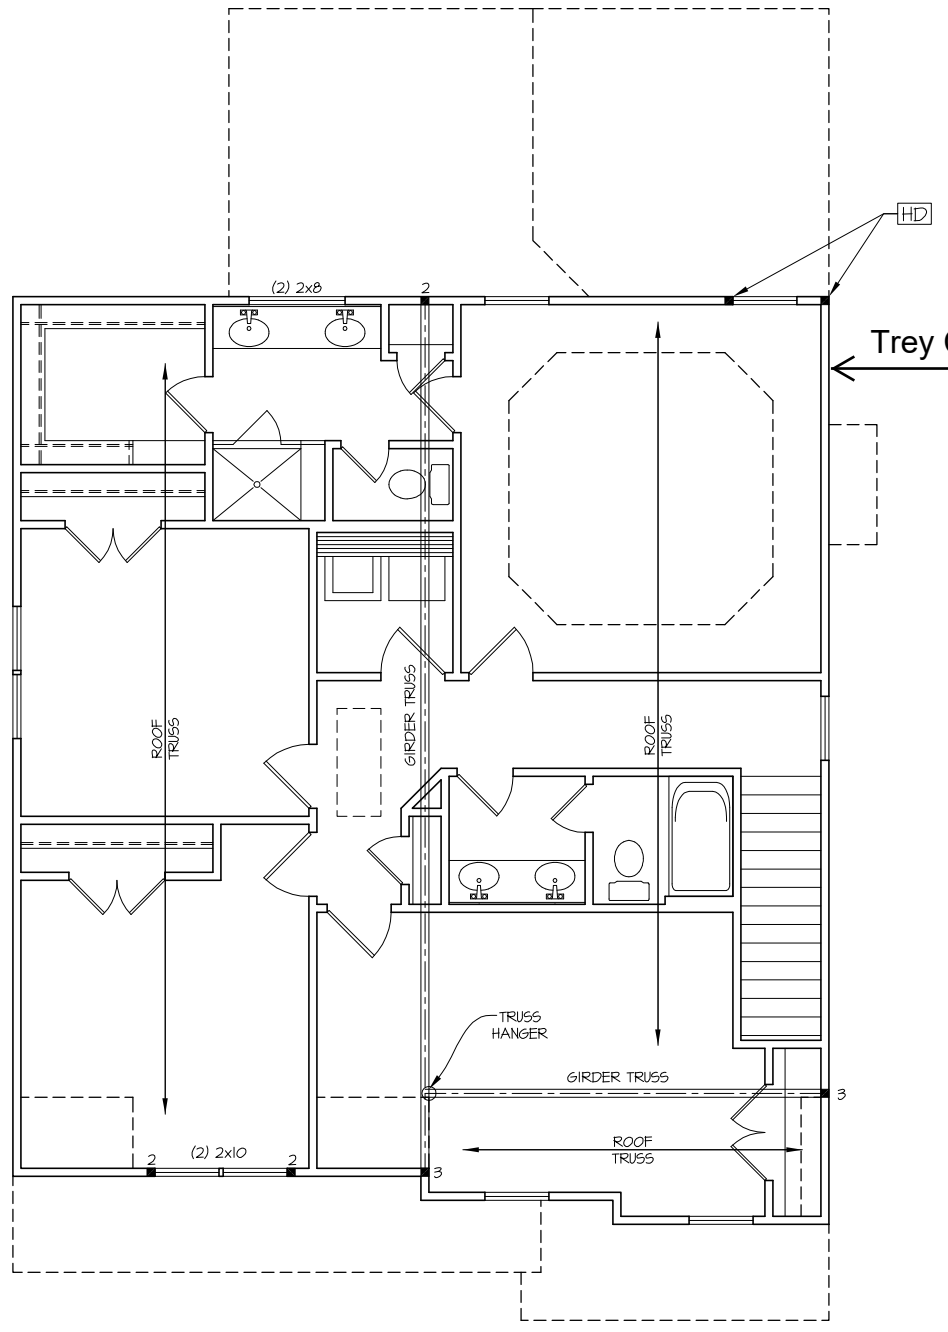 HD
(2) 2x8
2
Trey
GIRDER TRUSS
ROOF
TRUSS
ROOF
TRUSS
TRUSS
HANGER
GIRDER TRUSS
3
ROOF
TRUSS
2
(2) 2x10
2
3